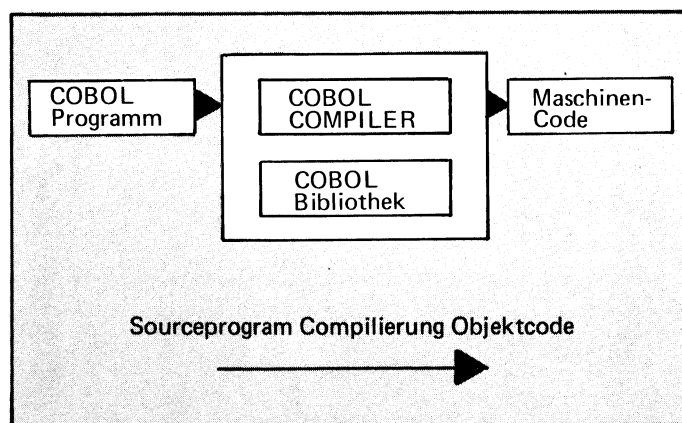 COBOL
Programm
COBOL
COMPILER
COBOL
Bibliothek
Maschinen-
Code
Sourceprogram Compilierung Objektcode